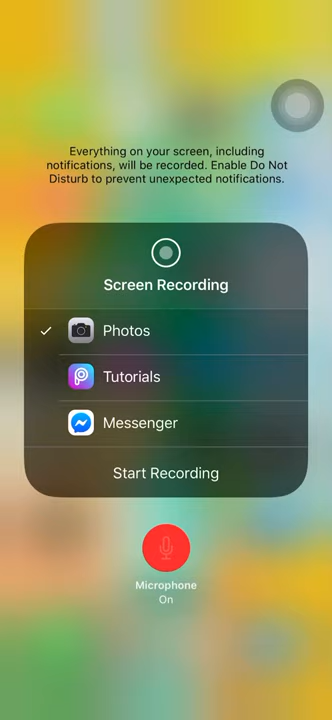 Everything on your screen, including
notifications, will be recorded. Enable Do Not
Disturb to prevent unexpected notifications.
Screen Recording
Photos
Tutorials
Messenger
Start Recording
Microphone
On